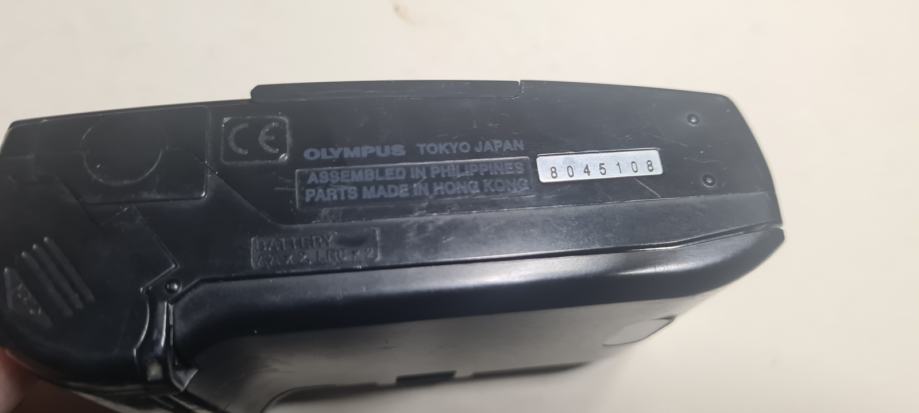 CE
OLYMPUS TOKYO JAPAN
ASSEMBLED IN PHILIPPINES
PARTS MADE IN HONG KONG
8045108
BATTERY